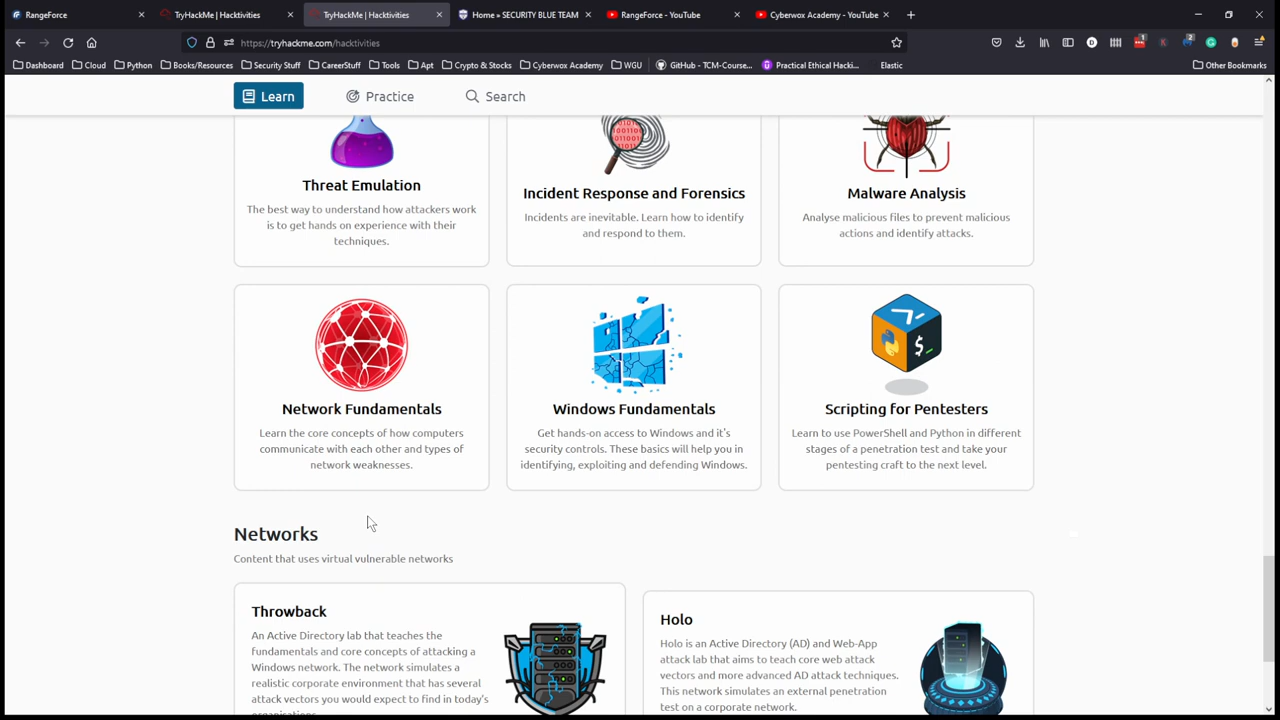 RangeForce
TryHackMe | Hacktivities
TryHackMe | Hacktivities
Home » SECURITY BLUE TEAM
RangeForce - YouTube
Cyberwox Academy - YouTube
https://tryhackme.com/hacktivities
1
2
Dashboard
Cloud
Python
Books/Resources
Security Stuff
CareerStuff
Tools
Apt
Crypto & Stocks
Cyberwox Academy
WGU
GitHub - TCM-Course...
Practical Ethical Hacki...
Elastic
Other Bookmarks
Learn
Practice
Search
Threat Emulation
The best way to understand how attackers work
is to get hands on experience with their
techniques.
Incident Response and Forensics
Incidents are inevitable. Learn how to identify
and respond to them.
Malware Analysis
Analyse malicious files to prevent malicious
actions and identify attacks.
Network Fundamentals
Learn the core concepts of how computers
communicate with each other and types of
network weaknesses.
Windows Fundamentals
Get hands-on access to Windows and it's
security controls. These basics will help you in
identifying, exploiting and defending Windows.
Scripting for Pentesters
Learn to use PowerShell and Python in different
stages of a penetration test and take your
pentesting craft to the next level.
Networks
Content that uses virtual vulnerable networks
Throwback
An Active Directory lab that teaches the
fundamentals and core concepts of attacking a
Windows network. The network simulates a
realistic corporate environment that has several
attack vectors you would expect to find in today's
organisations.
Holo
Holo is an Active Directory (AD) and Web-App
attack lab that aims to teach core web attack
vectors and more advanced AD attack techniques.
This network simulates an external penetration
test on a corporate network.